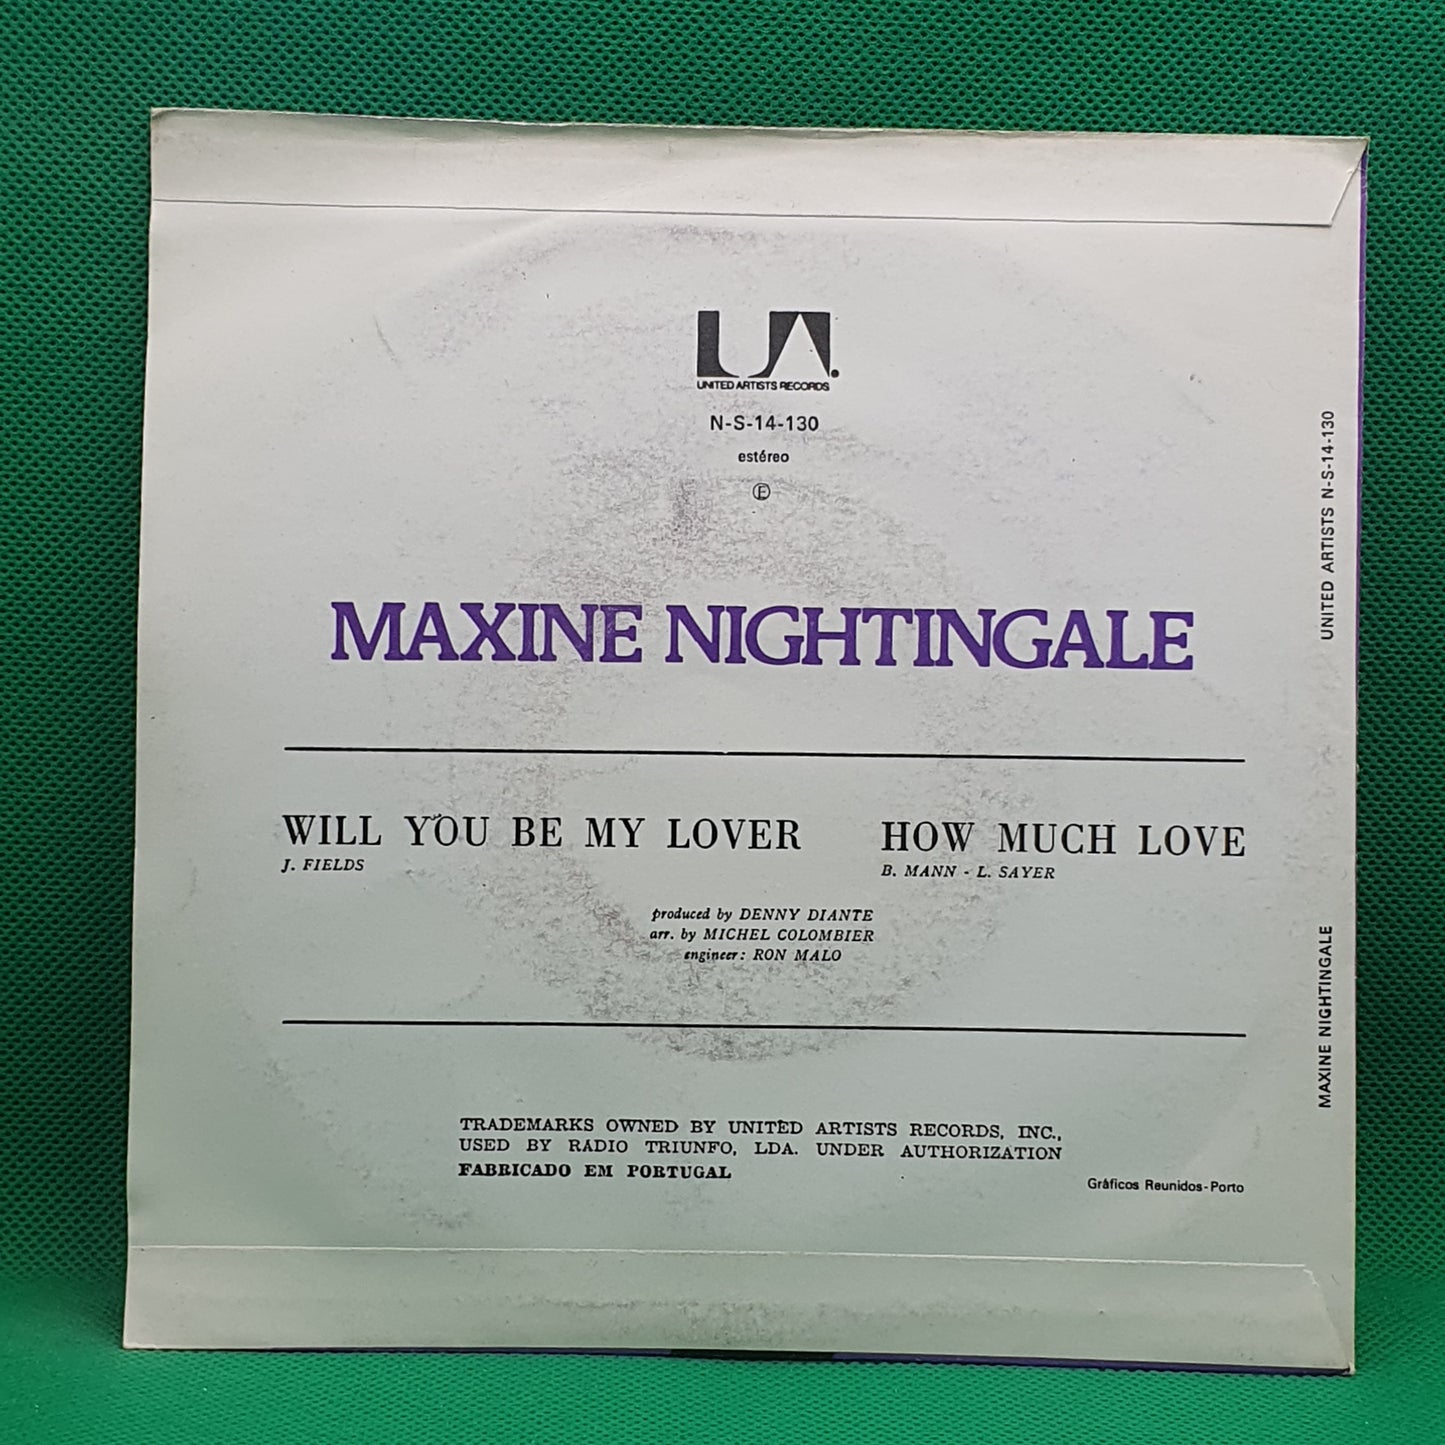 UA.
UNITED ARTISTS RECORDS
N-S-14-130
estéreo
Ⓔ
MAXINE NIGHTINGALE
WILL YOU BE MY LOVER
J. FIELDS
HOW MUCH LOVE
B. MANN - L. SAYER
produced by DENNY DIANTE
arr. by MICHEL COLOMBIER
engineer: RON MALO
TRADEMARKS OWNED BY UNITED ARTISTS RECORDS, INC.,
USED BY RADIO TRIUNFO, LDA. UNDER AUTHORIZATION
FABRICADO EM PORTUGAL
Gráficos Reunidos-Porto
UNITED ARTISTS N-S-14-130
MAXINE NIGHTINGALE